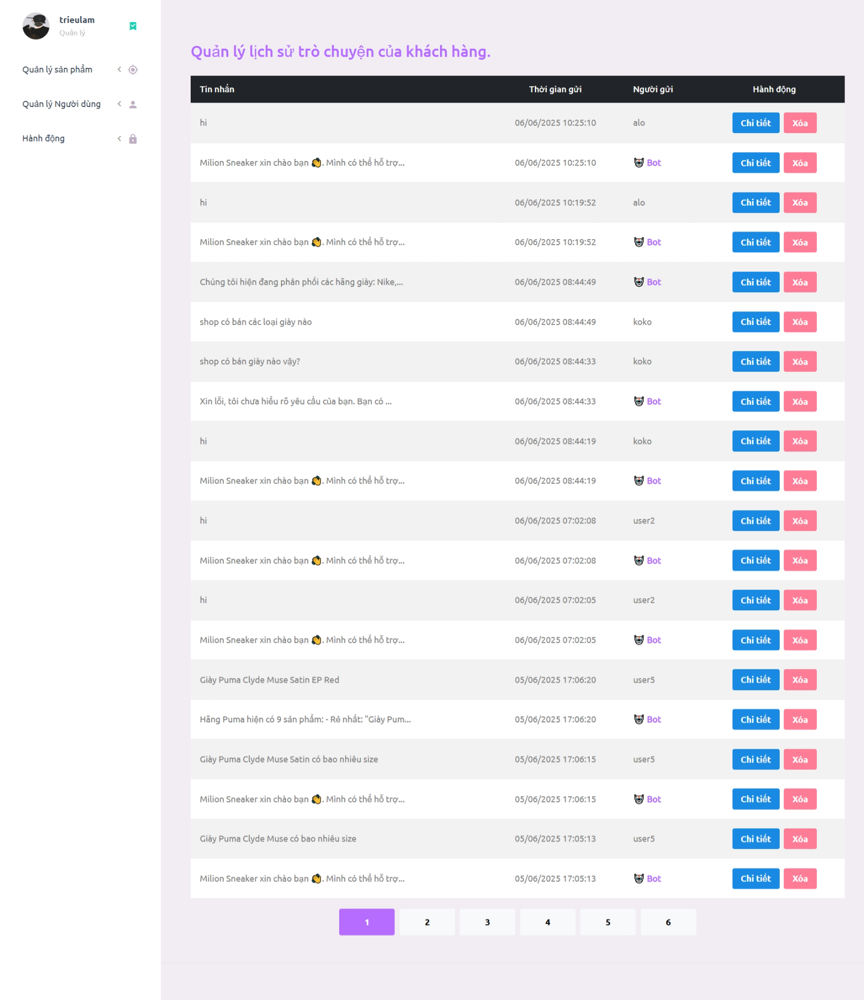 trieulam
Quản lý
Quản lý sản phẩm
Quản lý Người dùng
Hành động
Quản lý lịch sử trò chuyện của khách hàng.
Tin nhắn Thời gian gửi Người gửi Hành động
hi 06/06/2025 10:25:10 alo Chi tiết Xóa
Milion Sneaker xin chào bạn 👋. Mình có thể hỗ trợ... 06/06/2025 10:25:10 🤖 Bot Chi tiết Xóa
hi 06/06/2025 10:19:52 alo Chi tiết Xóa
Milion Sneaker xin chào bạn 👋. Mình có thể hỗ trợ... 06/06/2025 10:19:52 🤖 Bot Chi tiết Xóa
Chúng tôi hiện đang phân phối các hãng giày: Nike,... 06/06/2025 08:44:49 🤖 Bot Chi tiết Xóa
shop có bán các loại giày nào 06/06/2025 08:44:49 koko Chi tiết Xóa
shop có bán giày nào vậy? 06/06/2025 08:44:33 koko Chi tiết Xóa
Xin lỗi, tôi chưa hiểu rõ yêu cầu của bạn. Bạn có ... 06/06/2025 08:44:33 🤖 Bot Chi tiết Xóa
hi 06/06/2025 08:44:19 koko Chi tiết Xóa
Milion Sneaker xin chào bạn 👋. Mình có thể hỗ trợ... 06/06/2025 08:44:19 🤖 Bot Chi tiết Xóa
hi 06/06/2025 07:02:08 user2 Chi tiết Xóa
Milion Sneaker xin chào bạn 👋. Mình có thể hỗ trợ... 06/06/2025 07:02:08 🤖 Bot Chi tiết Xóa
hi 06/06/2025 07:02:05 user2 Chi tiết Xóa
Milion Sneaker xin chào bạn 👋. Mình có thể hỗ trợ... 06/06/2025 07:02:05 🤖 Bot Chi tiết Xóa
Giày Puma Clyde Muse Satin EP Red 05/06/2025 17:06:20 user5 Chi tiết Xóa
Hãng Puma hiện có 9 sản phẩm: - Rẻ nhất: "Giày Pum... 05/06/2025 17:06:20 🤖 Bot Chi tiết Xóa
Giày Puma Clyde Muse Satin có bao nhiêu size 05/06/2025 17:06:15 user5 Chi tiết Xóa
Milion Sneaker xin chào bạn 👋. Mình có thể hỗ trợ... 05/06/2025 17:06:15 🤖 Bot Chi tiết Xóa
Giày Puma Clyde Muse có bao nhiêu size 05/06/2025 17:05:13 user5 Chi tiết Xóa
Milion Sneaker xin chào bạn 👋. Mình có thể hỗ trợ... 05/06/2025 17:05:13 🤖 Bot Chi tiết Xóa
1 2 3 4 5 6